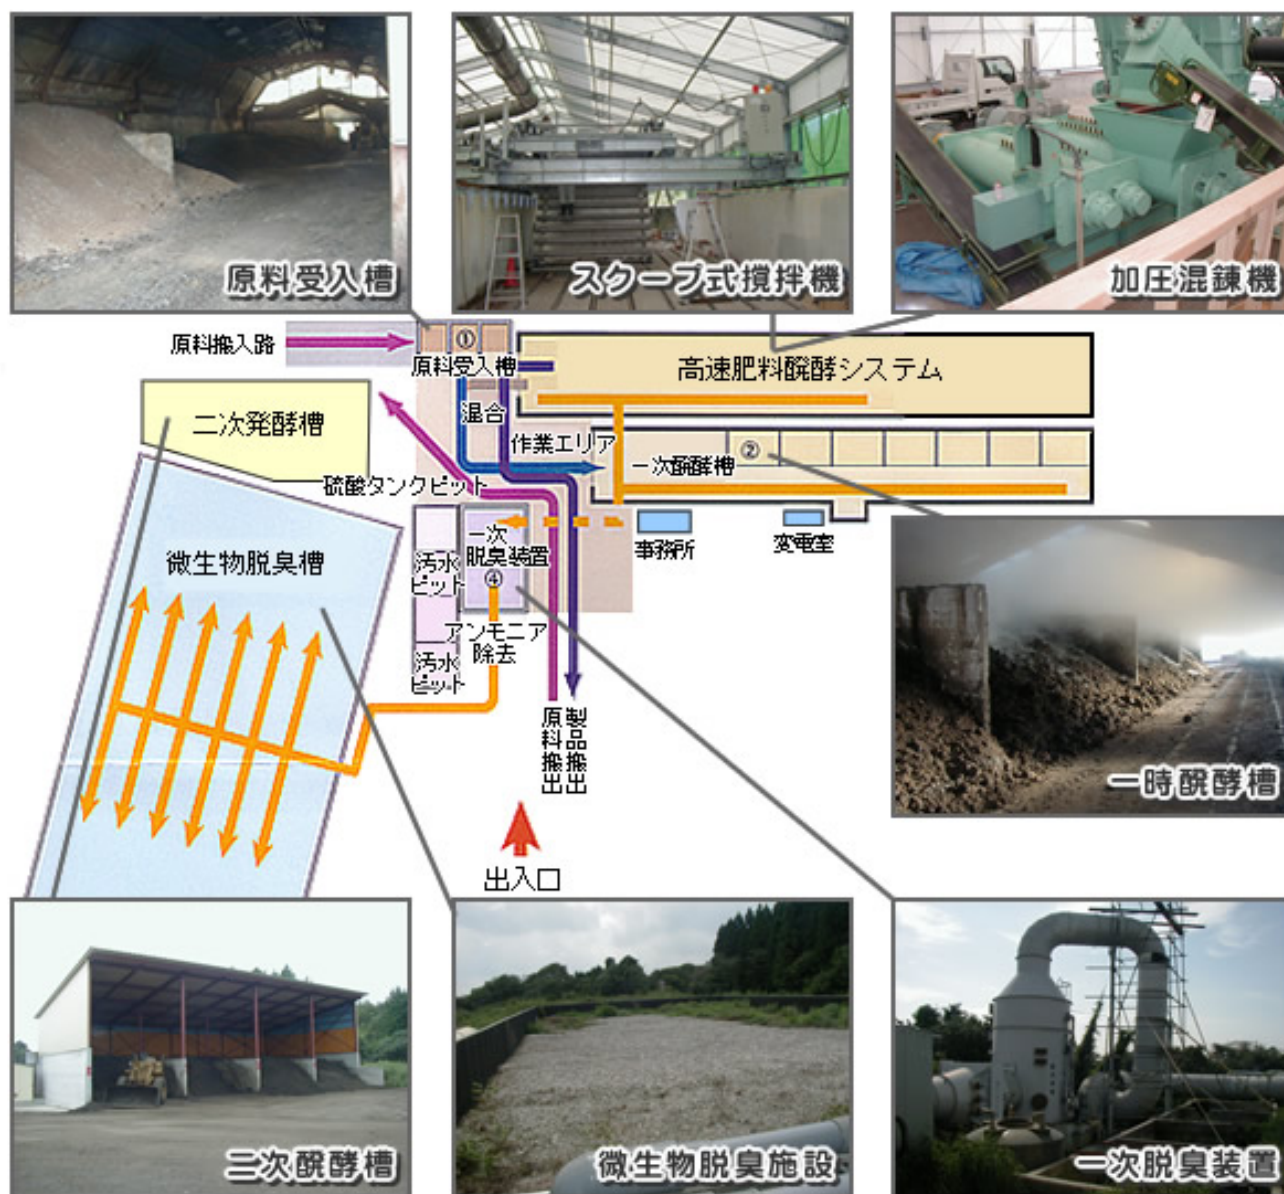 原料受入槽
スクープ式撹拌機
加圧混錬機
原料搬入路
①
原料受入槽
高速肥料醗酵システム
二次発酵槽
混合
作業エリア
②
一次醗酵槽
硫酸タンクピット
一次
脱臭装置
④
汚水
ピット
事務所
変電室
微生物脱臭槽
アンモニア
除去
汚水
ピット
原料搬出
製品搬出
一時醗酵槽
出入口
二次醗酵槽
微生物脱臭施設
一次脱臭装置